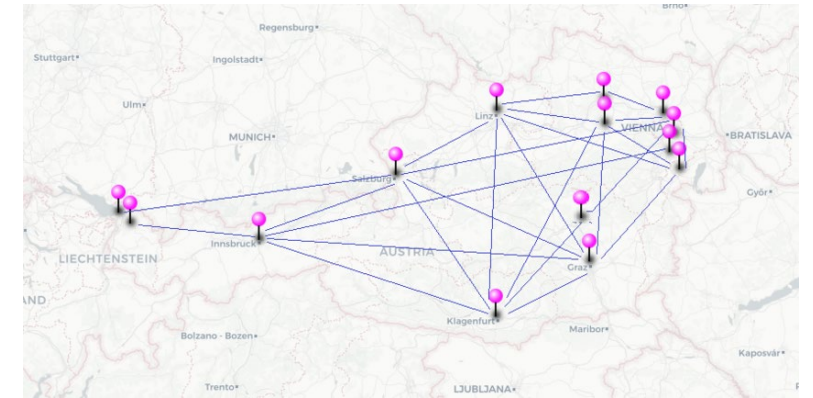 Brno•
Regensburg•
Stuttgart•
Ingolstadt•
Ulm•
Linz
VIENNA
MUNICH•
•BRATISLAVA
Salzburg
Győr•
Innsbruck
AUSTRIA
LIECHTENSTEIN
Graz•
AND
Klagenfurt•
Maribor•
Bolzano - Bozen•
Kaposvár•
Trento•
LJUBLJANA•